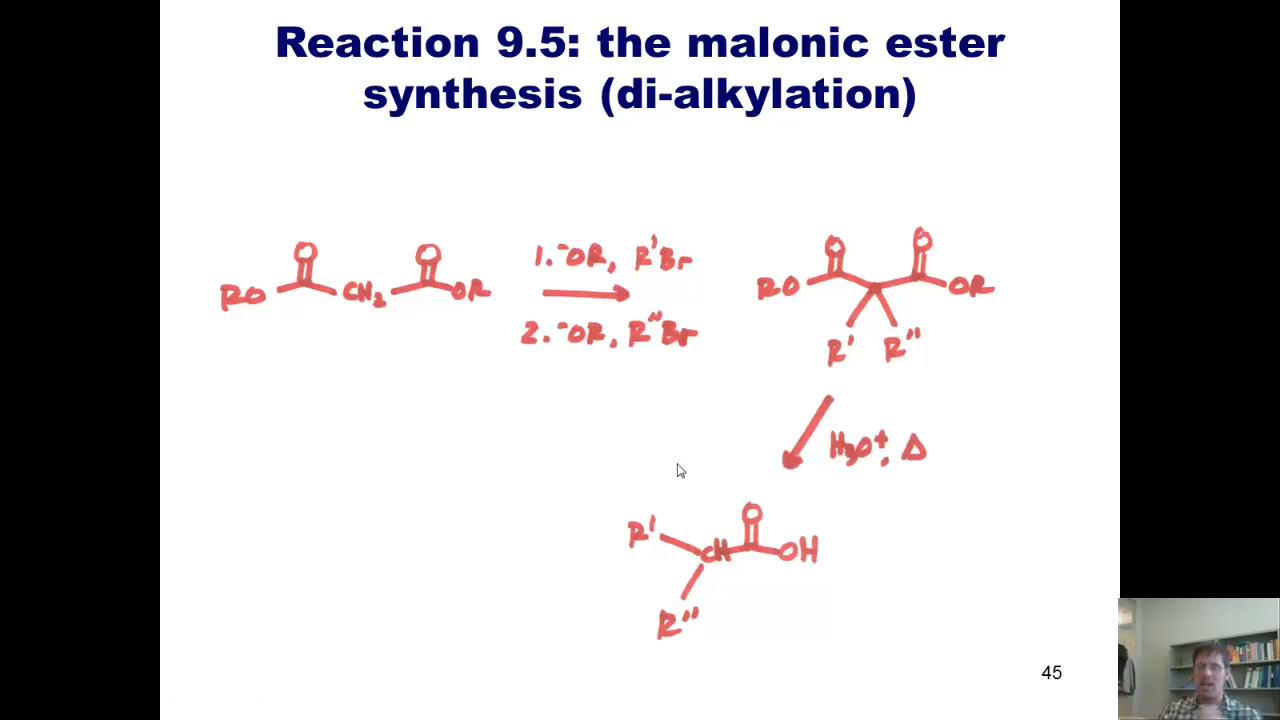 Reaction 9.5: the malonic ester
synthesis (di-alkylation)
O O
RO CH2 OR
1. ⁻OR, R'Br
2. ⁻OR, R''Br
O O
RO OR
R' R''
H3O+, Δ
O
R' CH OH
R''
45